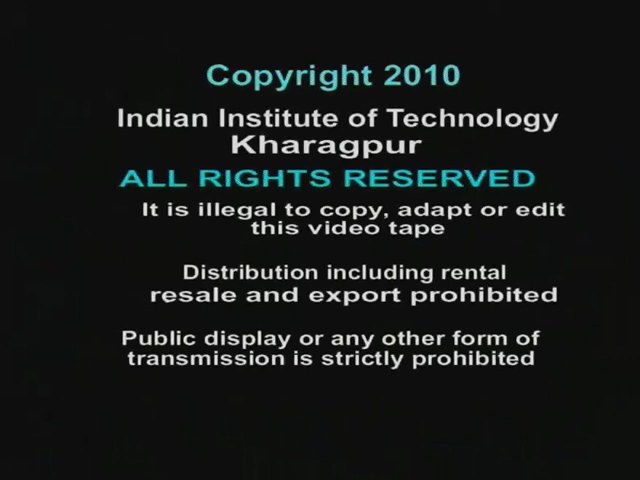 Copyright 2010
Indian Institute of Technology
Kharagpur
ALL RIGHTS RESERVED
It is illegal to copy, adapt or edit
this video tape
Distribution including rental
resale and export prohibited
Public display or any other form of
transmission is strictly prohibited